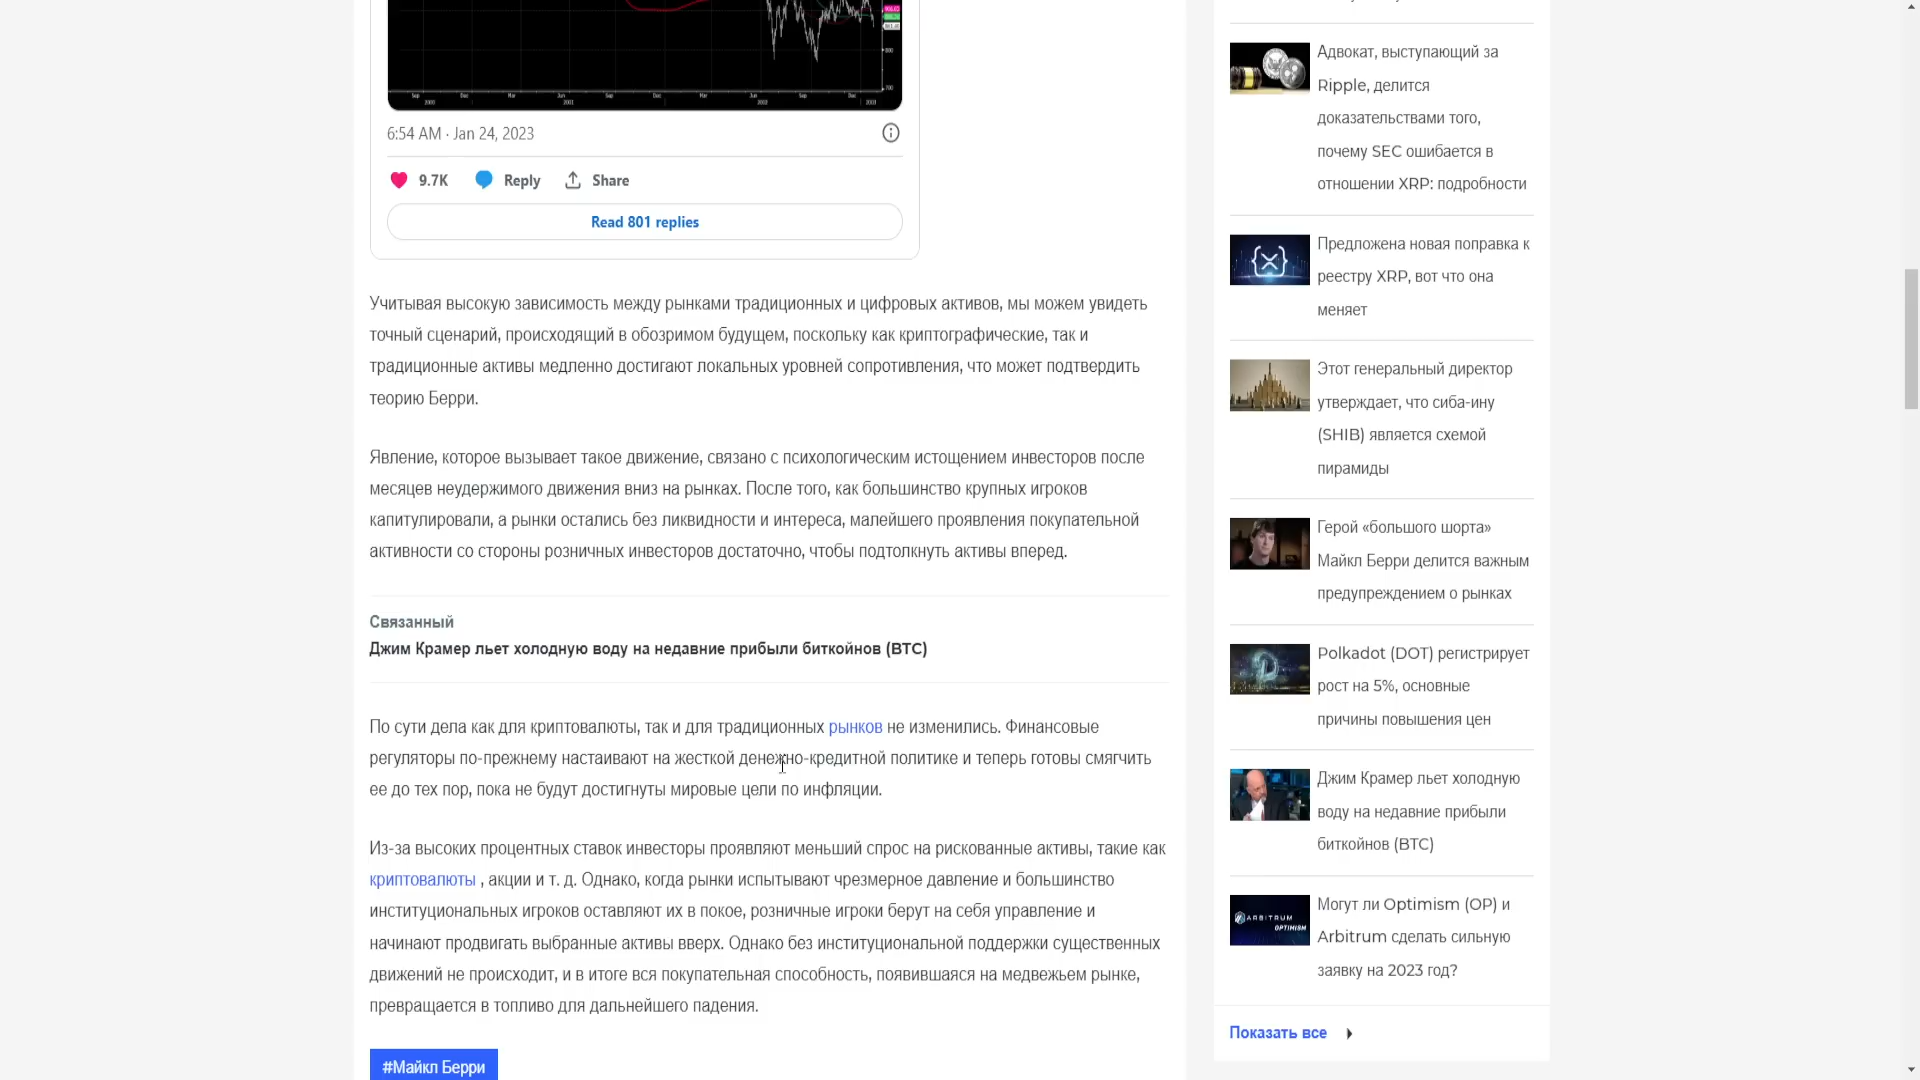 6:54 AM · Jan 24, 2023
9.7K Reply Share
Read 801 replies
Учитывая высокую зависимость между рынками традиционных и цифровых активов, мы можем увидеть
точный сценарий, происходящий в обозримом будущем, поскольку как криптографические, так и
традиционные активы медленно достигают локальных уровней сопротивления, что может подтвердить
теорию Берри.
Явление, которое вызывает такое движение, связано с психологическим истощением инвесторов после
месяцев неудержимого движения вниз на рынках. После того, как большинство крупных игроков
капитулировали, а рынки остались без ликвидности и интереса, малейшего проявления покупательной
активности со стороны розничных инвесторов достаточно, чтобы подтолкнуть активы вперед.
Связанный
Джим Крамер льет холодную воду на недавние прибыли биткойнов (BTC)
По сути дела как для криптовалюты, так и для традиционных рынков не изменились. Финансовые
регуляторы по-прежнему настаивают на жесткой денежно-кредитной политике и теперь готовы смягчить
ее до тех пор, пока не будут достигнуты мировые цели по инфляции.
Из-за высоких процентных ставок инвесторы проявляют меньший спрос на рискованные активы, такие как
криптовалюты , акции и т. д. Однако, когда рынки испытывают чрезмерное давление и большинство
институциональных игроков оставляют их в покое, розничные игроки берут на себя управление и
начинают продвигать выбранные активы вверх. Однако без институциональной поддержки существенных
движений не происходит, и в итоге вся покупательная способность, появившаяся на медвежьем рынке,
превращается в топливо для дальнейшего падения.
#Майкл Берри
Адвокат, выступающий за
Ripple, делится
доказательствами того,
почему SEC ошибается в
отношении XRP: подробности
Предложена новая поправка к
реестру XRP, вот что она
меняет
Этот генеральный директор
утверждает, что сиба-ину
(SHIB) является схемой
пирамиды
Герой «большого шорта»
Майкл Берри делится важным
предупреждением о рынках
Polkadot (DOT) регистрирует
рост на 5%, основные
причины повышения цен
Джим Крамер льет холодную
воду на недавние прибыли
биткойнов (BTC)
ARBITRUM
OPTIMISM
Могут ли Optimism (OP) и
Arbitrum сделать сильную
заявку на 2023 год?
Показать все